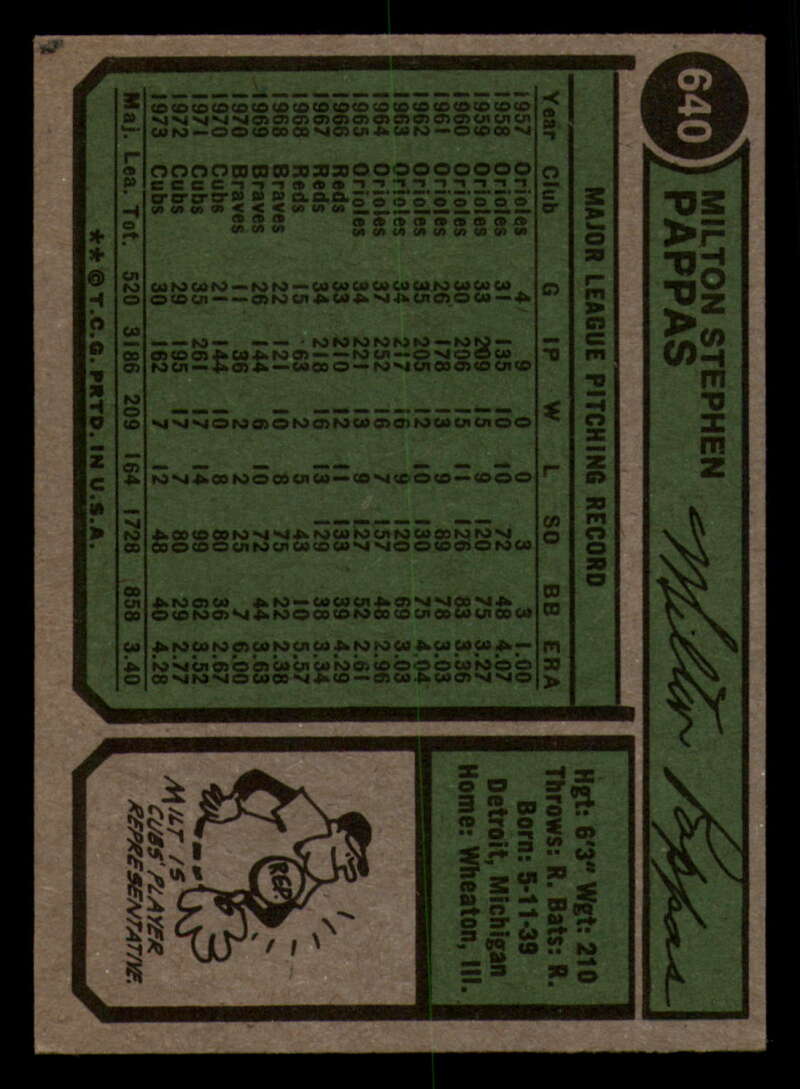 640
MILTON STEPHEN
PAPPAS
Milton Pappas
MAJOR LEAGUE PITCHING RECORD
Year Club G IP W L SO BB ERA
1957 Orioles 4 9 0 0 3 3 1.00
1958 Orioles 31 135 10 10 72 48 4.07
1959 Orioles 33 209 15 9 120 75 3.27
1960 Orioles 30 206 15 11 126 83 3.36
1961 Orioles 26 178 13 9 89 78 3.03
1962 Orioles 35 205 12 10 130 75 4.04
1963 Orioles 34 217 16 9 120 69 3.03
1964 Orioles 37 252 16 7 157 48 2.96
1965 Orioles 34 221 13 9 127 52 2.61
1966 Reds 33 210 12 11 133 39 4.29
1967 Reds 34 218 16 13 129 38 3.34
1968 Reds 15 63 2 5 43 10 3.57
1968 Braves 22 121 10 8 75 22 2.38
1969 Braves 26 144 6 10 72 44 3.63
1970 Braves 11 36 2 2 25 7 6.00
1970 Cubs 21 144 10 8 80 36 2.67
1971 Cubs 35 261 17 14 99 62 3.52
1972 Cubs 29 195 17 7 80 29 2.77
1973 Cubs 30 162 7 12 48 40 4.28
Maj. Lea. Tot. 520 3186 209 164 1728 858 3.40
**© T.C.G. PRTD. IN U.S.A.
Hgt: 6'3" Wgt: 210
Throws: R. Bats: R.
Born: 5-11-39
Detroit, Michigan
Home: Wheaton, Ill.
REP.
MILT IS
CUBS' PLAYER
REPRESENTATIVE.